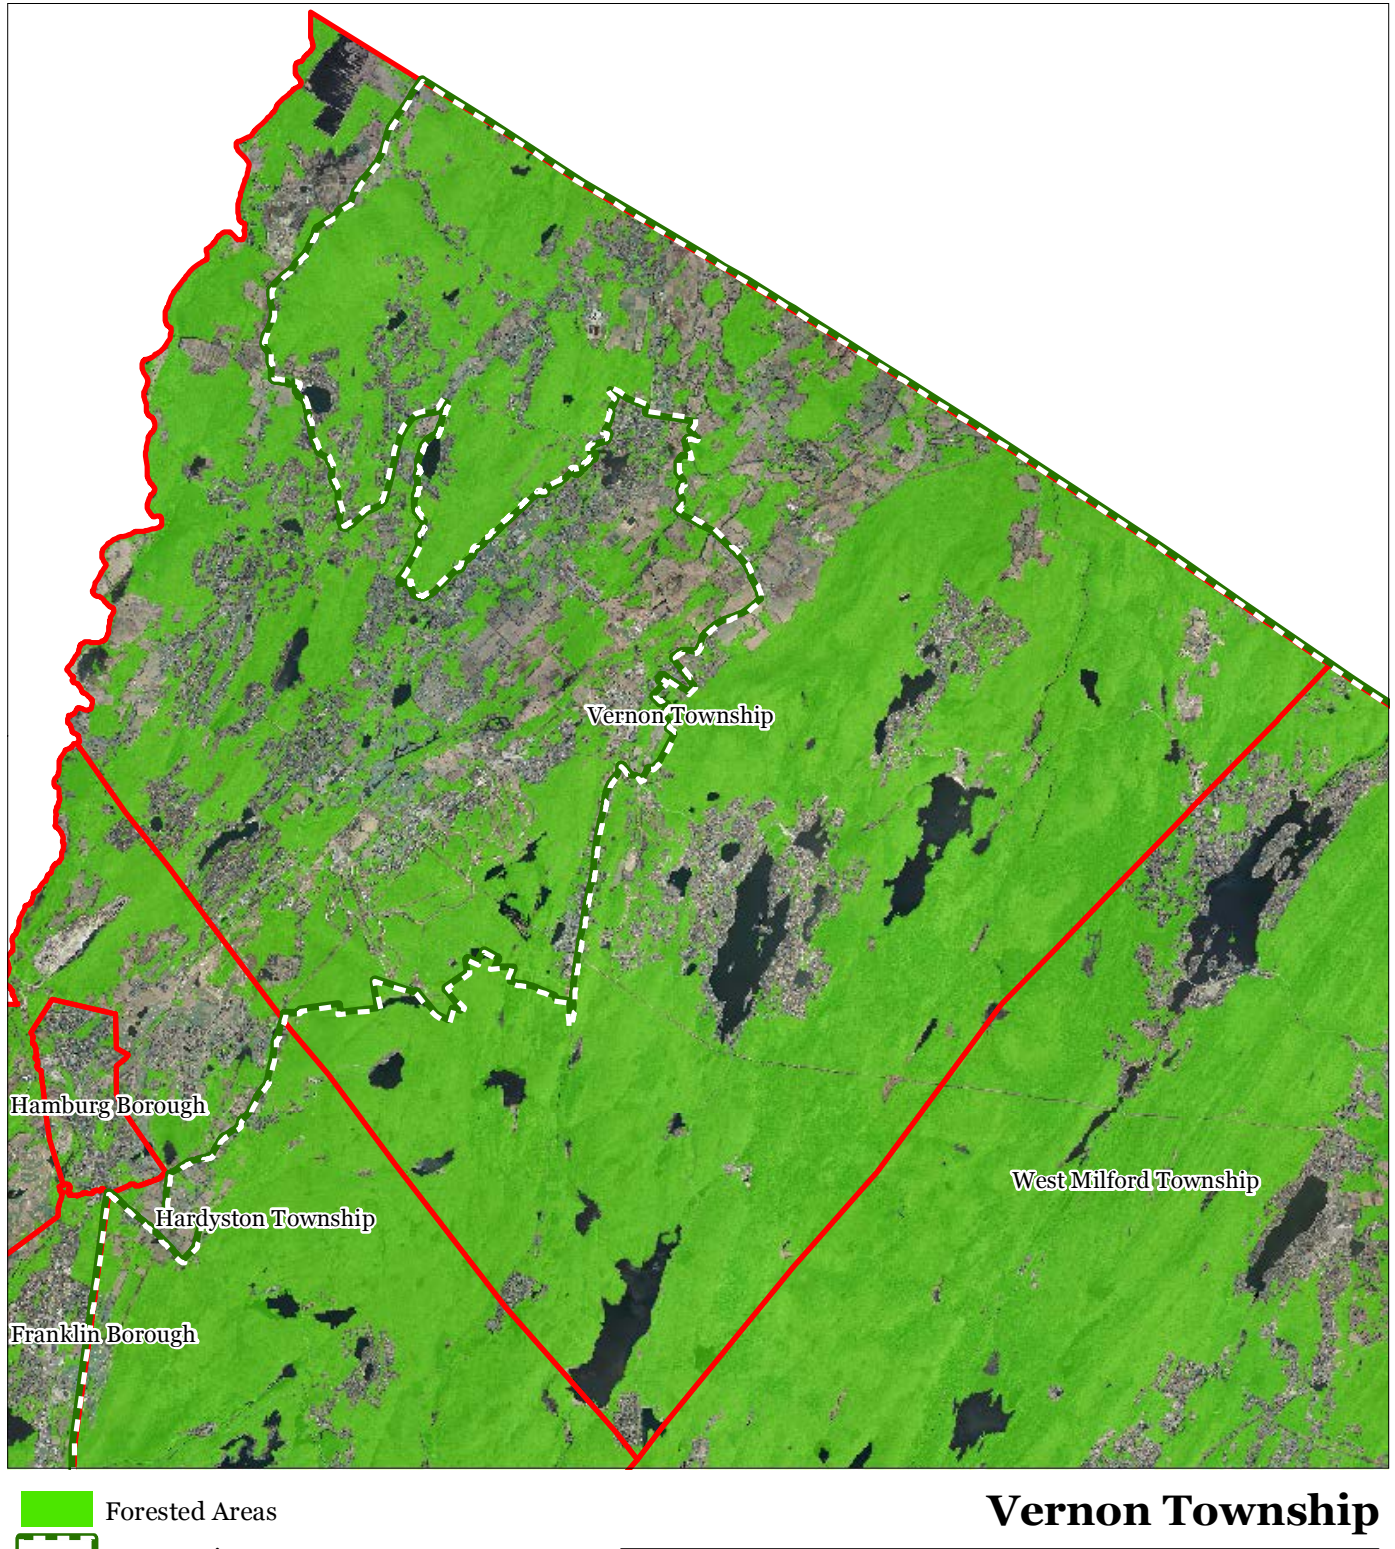 Vernon Township
Hamburg Borough
West Milford Township
Hardyston Township
Franklin Borough
Forested Areas
Vernon Township